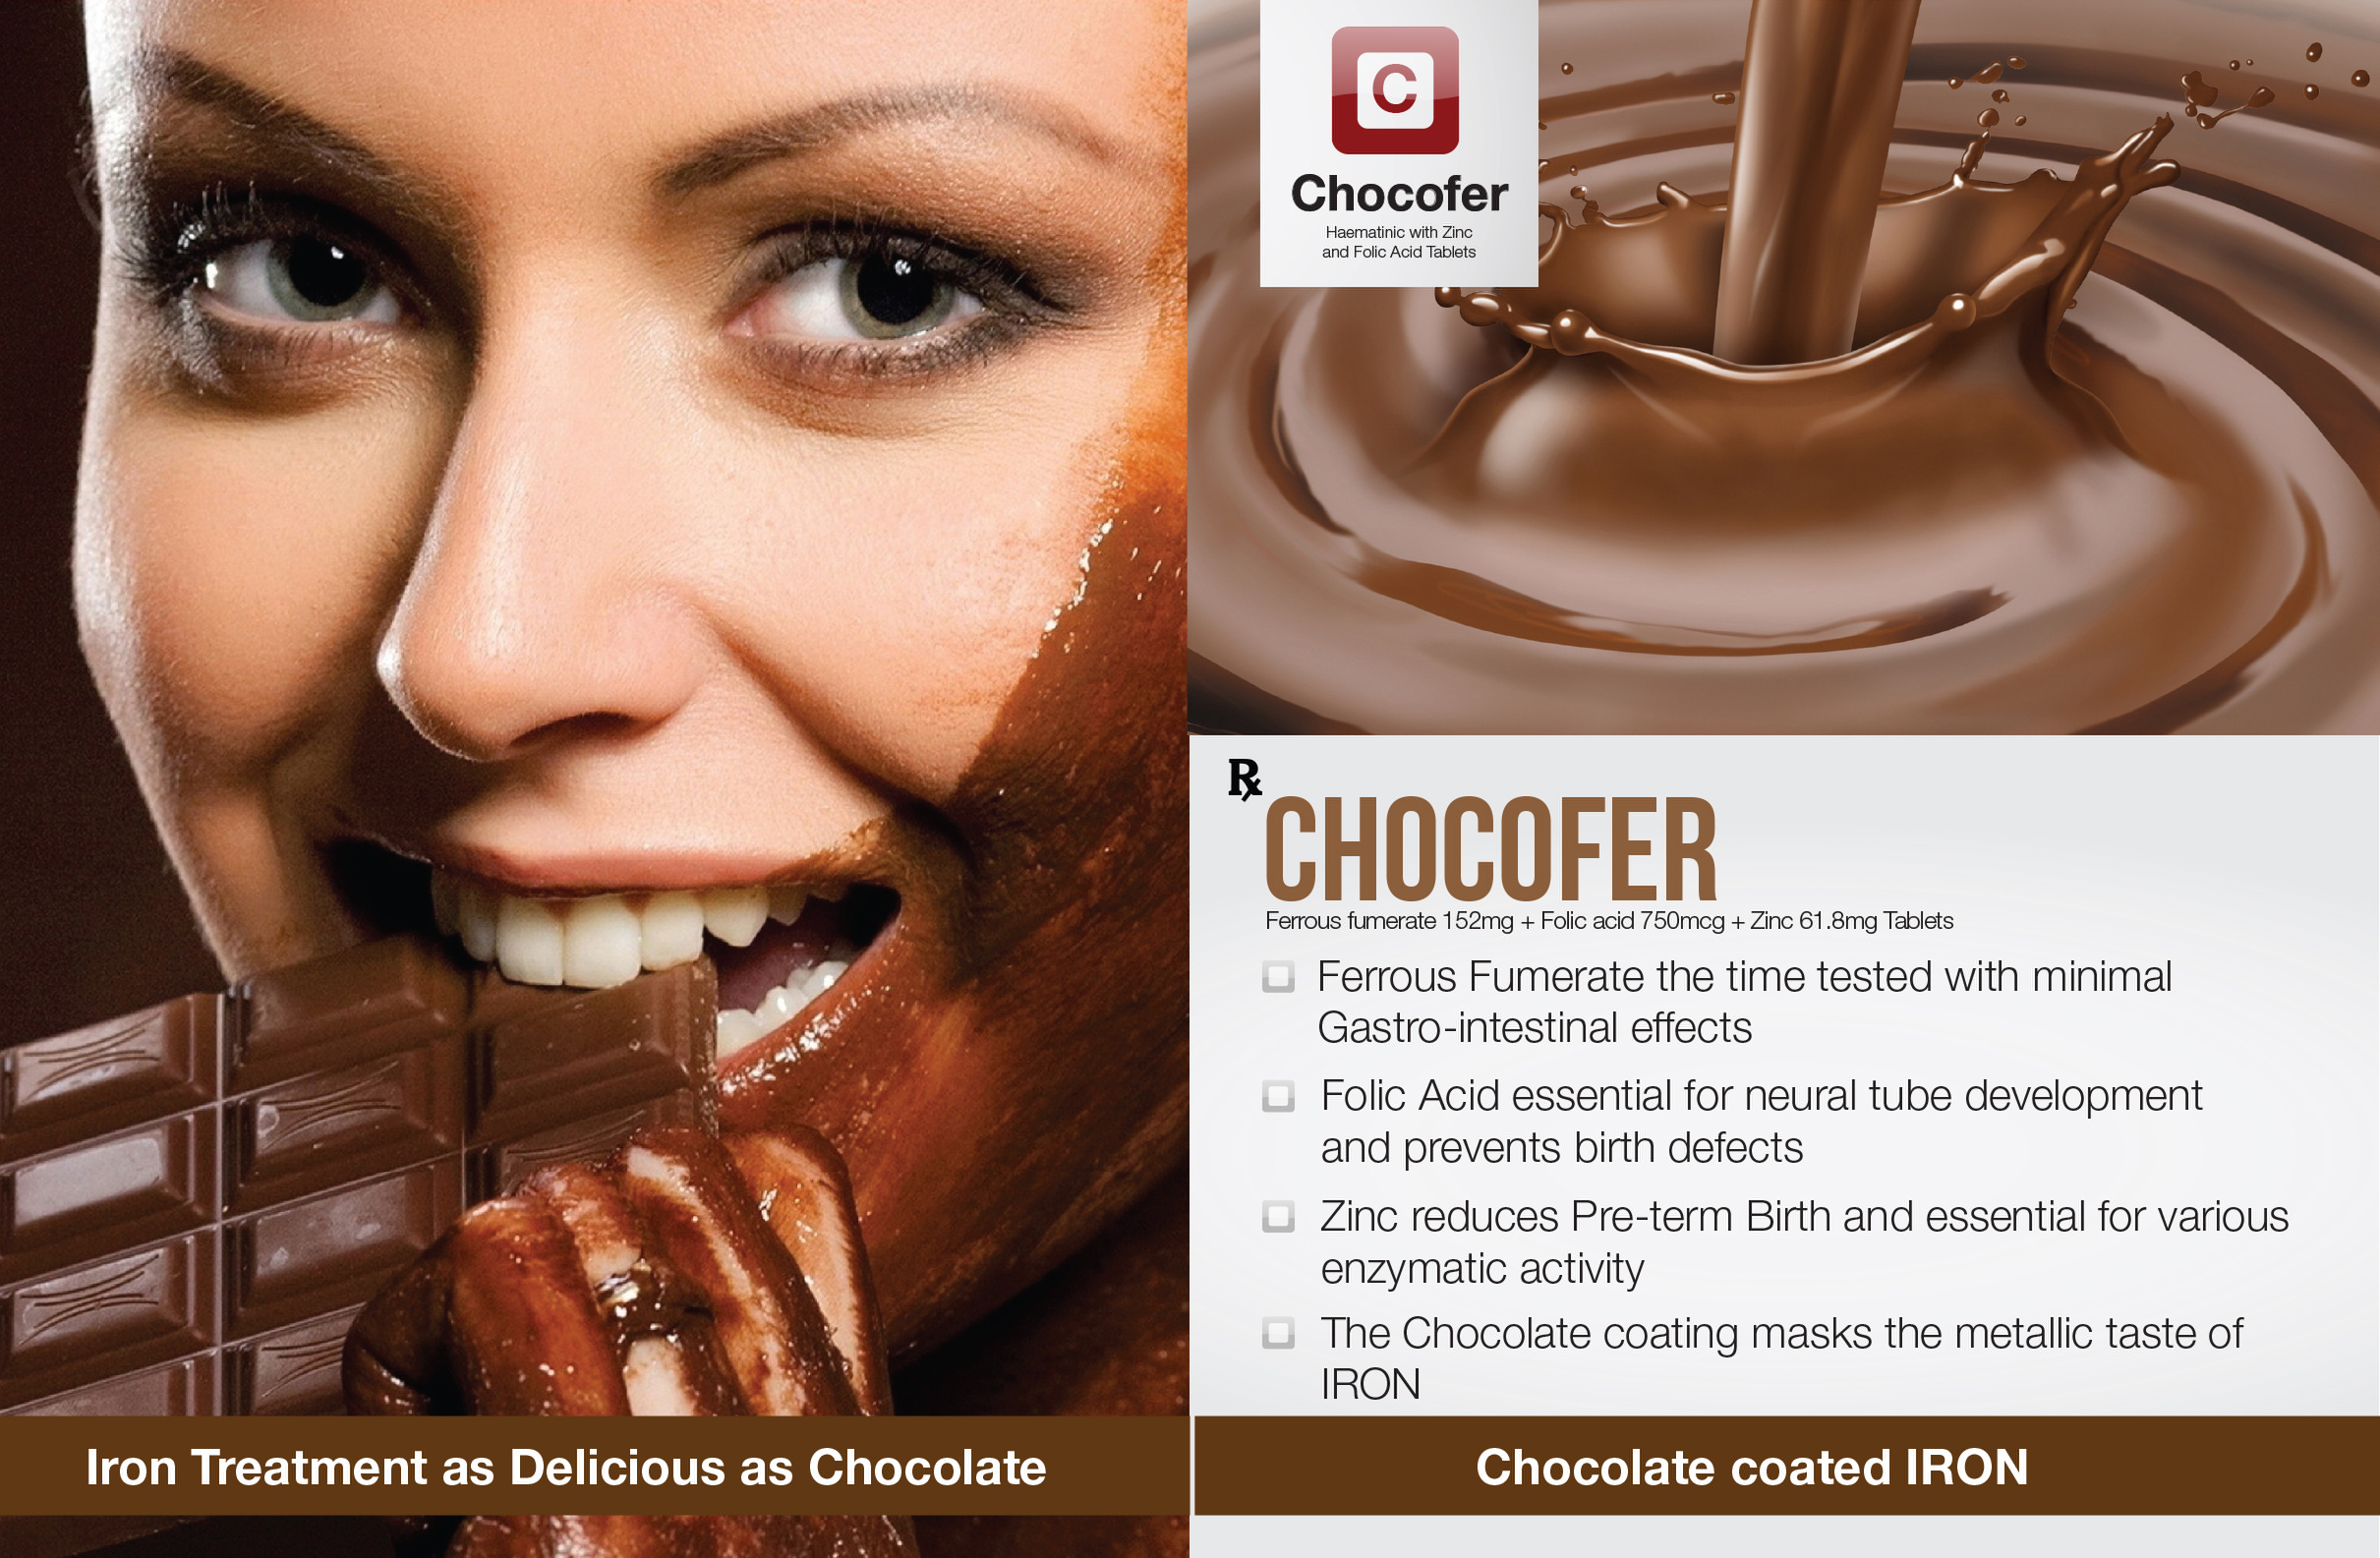 C
Chocofer
Haematinic with Zinc
and Folic Acid Tablets
℞
CHOCOFER
Ferrous fumerate 152mg + Folic acid 750mcg + Zinc 61.8mg Tablets
Ferrous Fumerate the time tested with minimal
Gastro-intestinal effects
Folic Acid essential for neural tube development
and prevents birth defects
Zinc reduces Pre-term Birth and essential for various
enzymatic activity
The Chocolate coating masks the metallic taste of
IRON
Iron Treatment as Delicious as Chocolate
Chocolate coated IRON